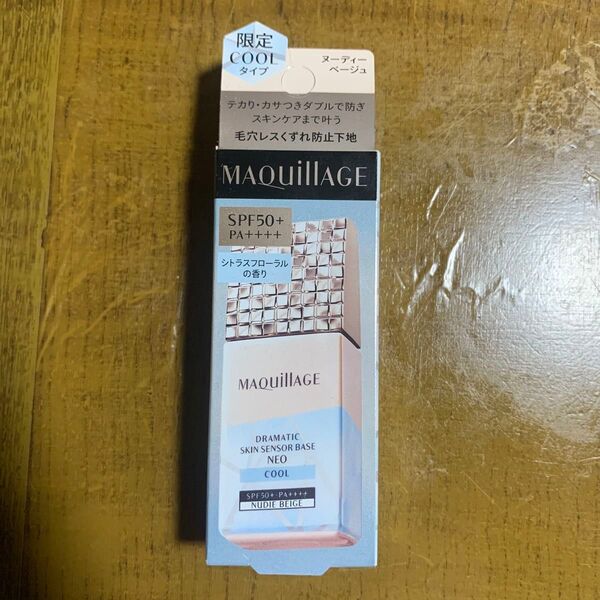 限定
COOL
タイプ
ヌーディー
ベージュ
テカり・カサつきダブルで防ぎ
スキンケアまで叶う
毛穴レスくずれ防止下地
MAQuillAGE
SPF50+
PA++++
シトラスフローラル
の香り
MAQuillAGE
DRAMATIC
SKIN SENSOR BASE
NEO
COOL
SPF50+・PA++++
NUDIE BEIGE